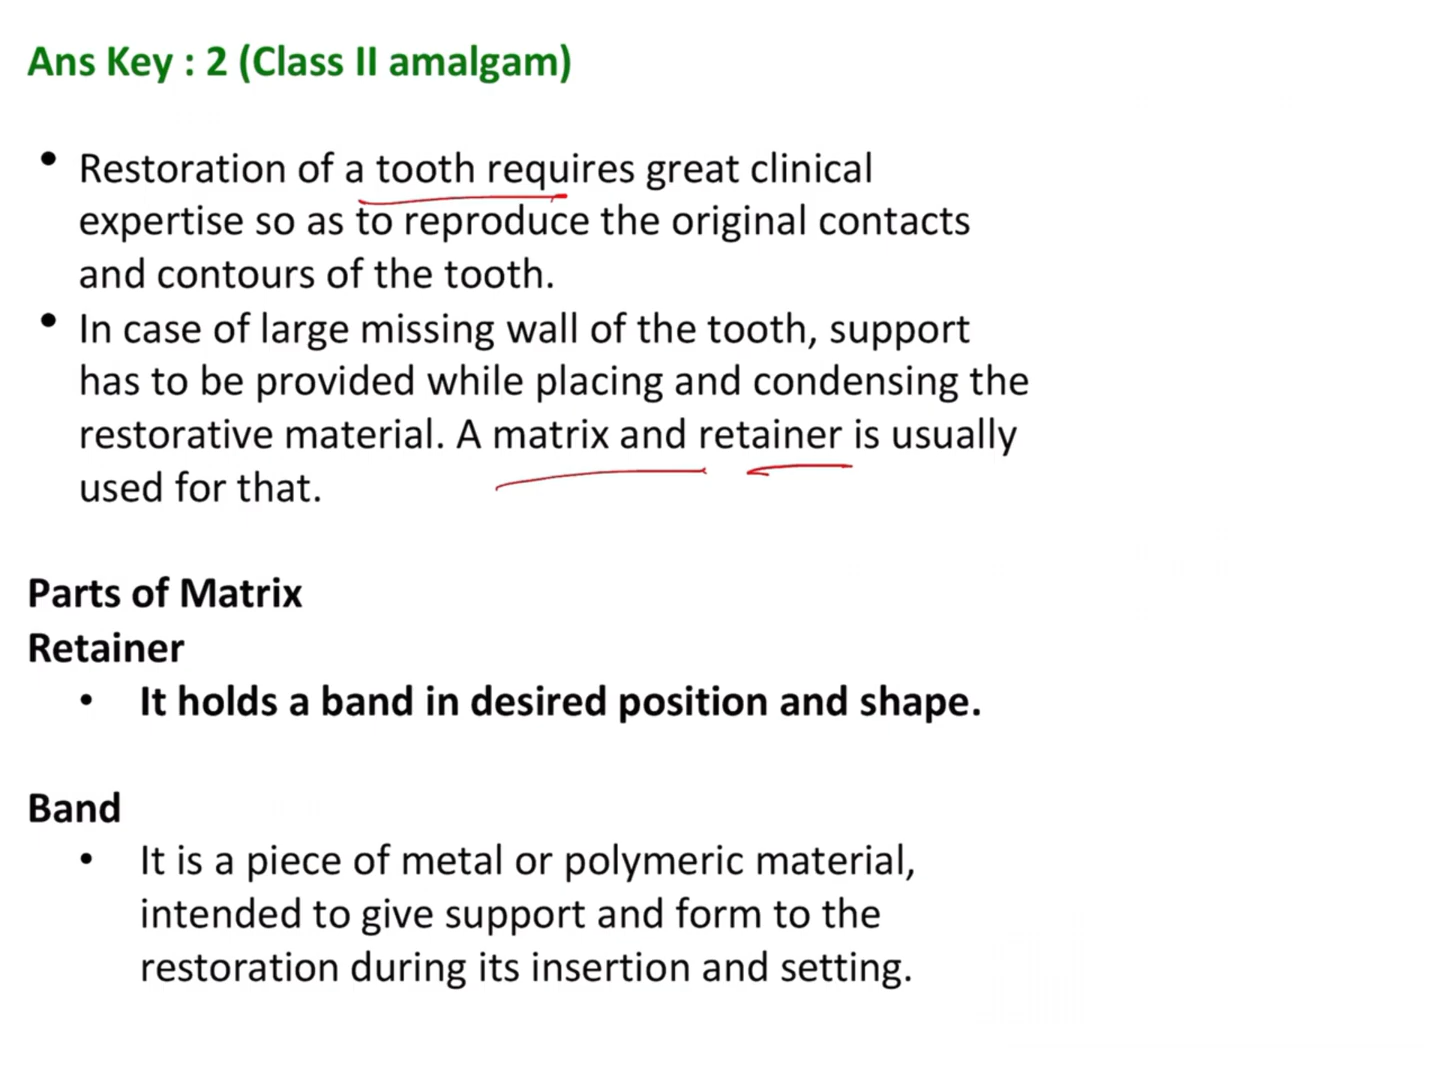 Ans Key : 2 (Class II amalgam)
• Restoration of a tooth requires great clinical
expertise so as to reproduce the original contacts
and contours of the tooth.
• In case of large missing wall of the tooth, support
has to be provided while placing and condensing the
restorative material. A matrix and retainer is usually
used for that.
Parts of Matrix
Retainer
• It holds a band in desired position and shape.
Band
• It is a piece of metal or polymeric material,
intended to give support and form to the
restoration during its insertion and setting.